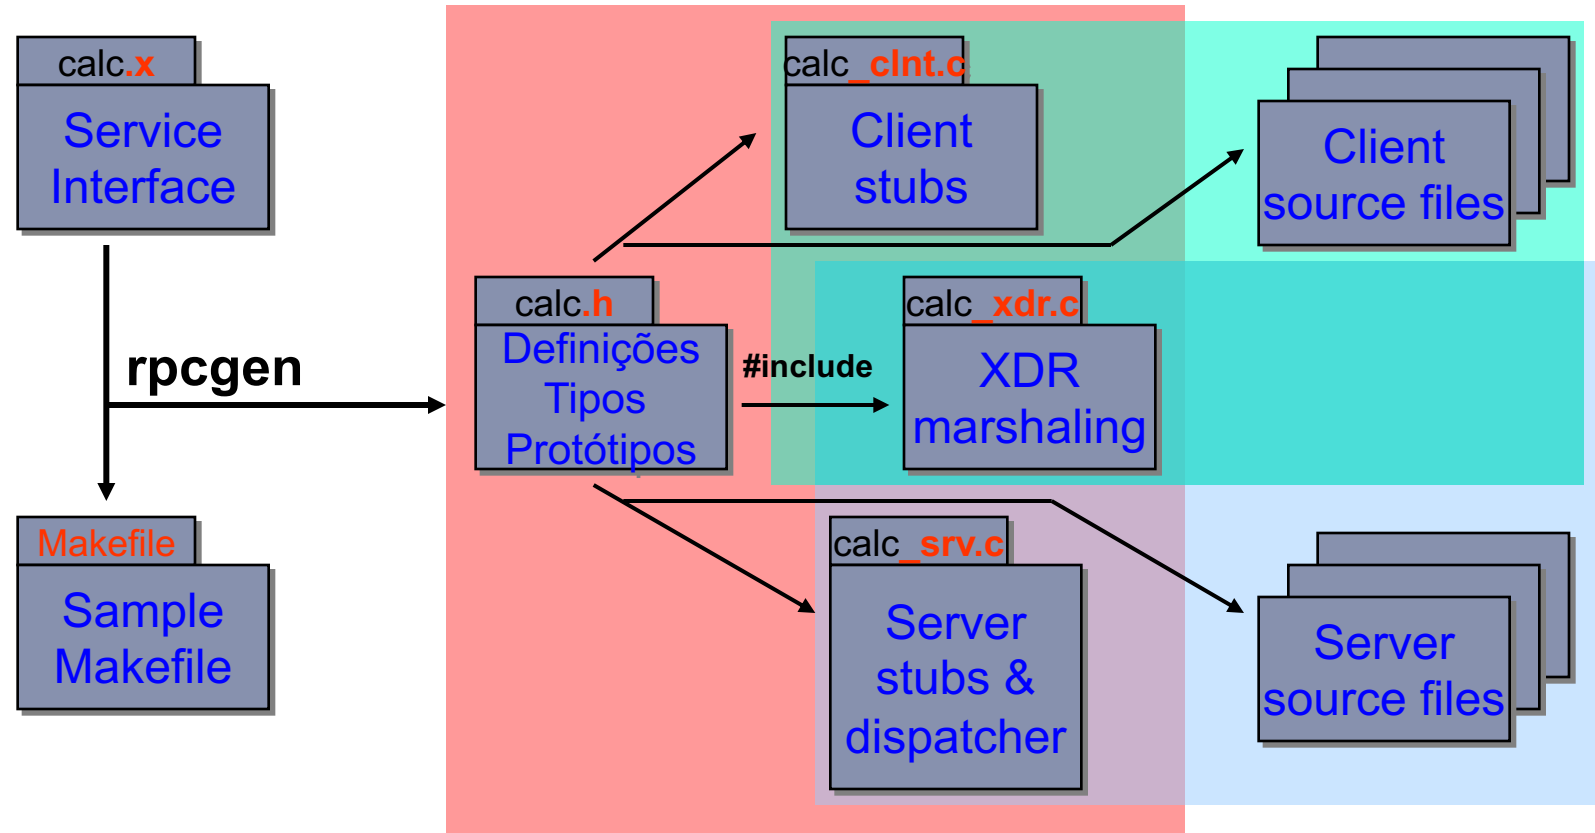 calc.x
Service
Interface
rpcgen
Makefile
Sample
Makefile
calc.h
Definições
Tipos
Protótipos
#include
calc_clnt.c
Client
stubs
calc_xdr.c
XDR
marshaling
calc_srv.c
Server
stubs &
dispatcher
Client
source files
Server
source files